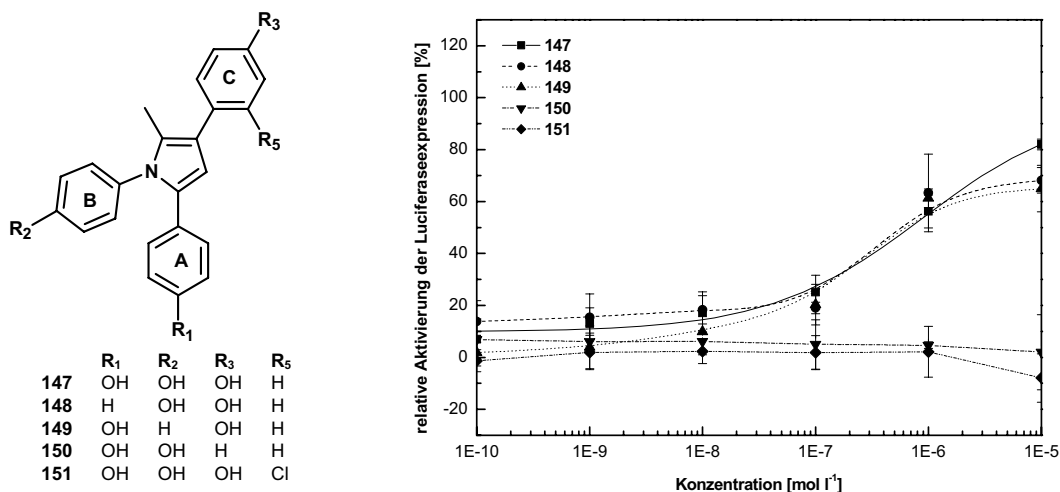 R3
C
R5
N
B
R2
A
R1
R1 R2 R3 R5
147 OH OH OH H
148 H OH OH H
149 OH H OH H
150 OH OH H H
151 OH OH OH Cl
relative Aktivierung der Luciferaseexpression [%]
120
100
80
60
40
20
0
-20
147
148
149
150
151
1E-10 1E-9 1E-8 1E-7 1E-6 1E-5
Konzentration [mol l-1]